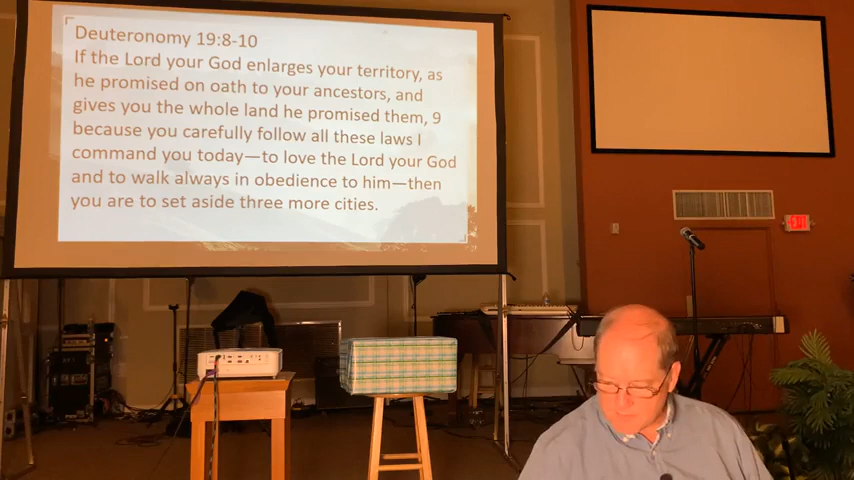 Deuteronomy 19:8-10
If the Lord your God enlarges your territory, as
he promised on oath to your ancestors, and
gives you the whole land he promised them, 9
because you carefully follow all these laws I
command you today—to love the Lord your God
and to walk always in obedience to him—then
you are to set aside three more cities.
EXIT